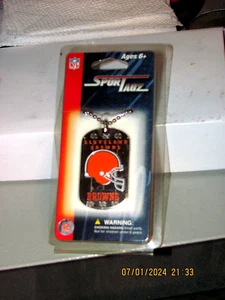 Ages 6+
NFL
SPORT
TAGZ
CLEVELAND
BROWNS
BROWNS
WARNING:
07/01/2024 21:33